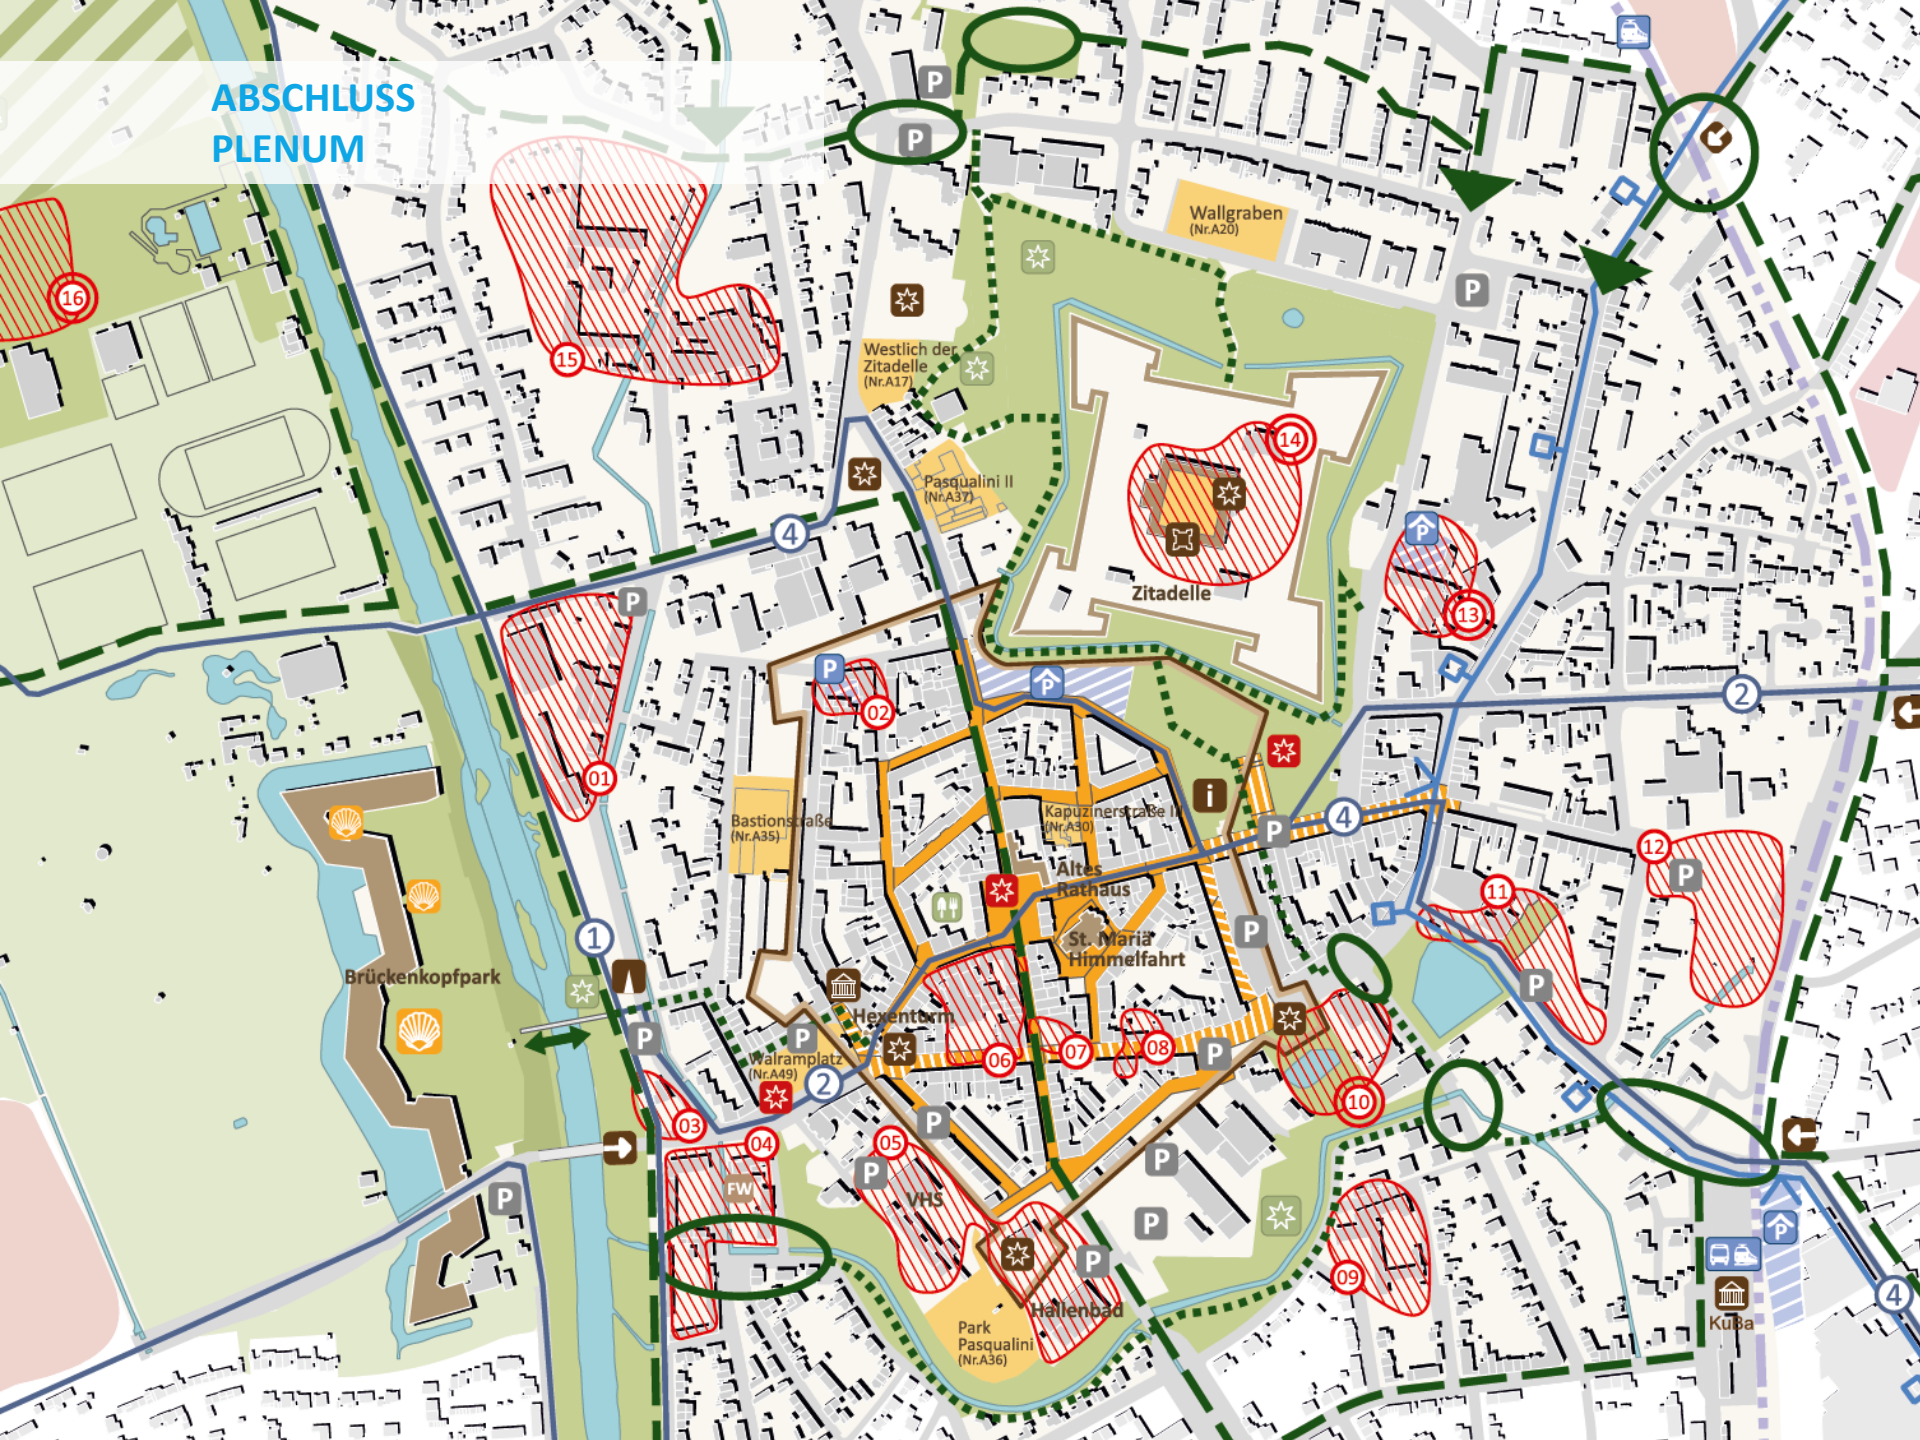 ABSCHLUSS
PLENUM
P
P
Wallgraben
(Nr.A20)
16
P
15
Westlich der
Zitadelle
(Nr.A17)
14
Pasqualini II
(Nr.A37)
4
P
Zitadelle
P
13
P
02
P
2
01
i
Bastionstraße
(Nr.A35)
Kapuzinerstraße III
(Nr.A30)
P
4
12
P
Altes
Rathaus
11
1
P
St. Mariä
Himmelfahrt
Brückenkopfpark
P
Hexenturm
P
P
Walramplatz
(Nr.A49)
06
07
08
P
2
10
03
P
04
05
P
P
FW
VHS
P
P
P
P
09
Hallenbad
4
KuBa
Park
Pasqualini
(Nr.A36)